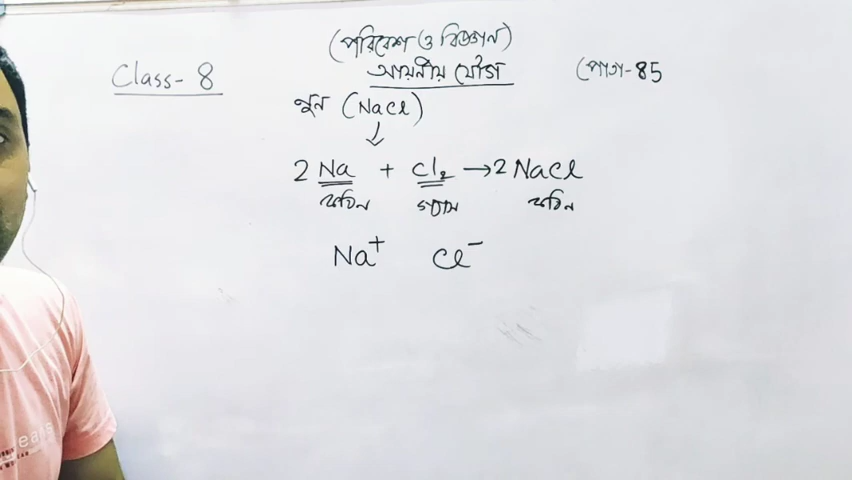 (পরিবেশ ও বিজ্ঞান)
Class- 8
আয়নীয় যৌগ
(পাতা-85
নুন (NaCl)
2 Na + Cl₂ → 2 NaCl
কঠিন গ্যাস কঠিন
Na⁺ Cl⁻